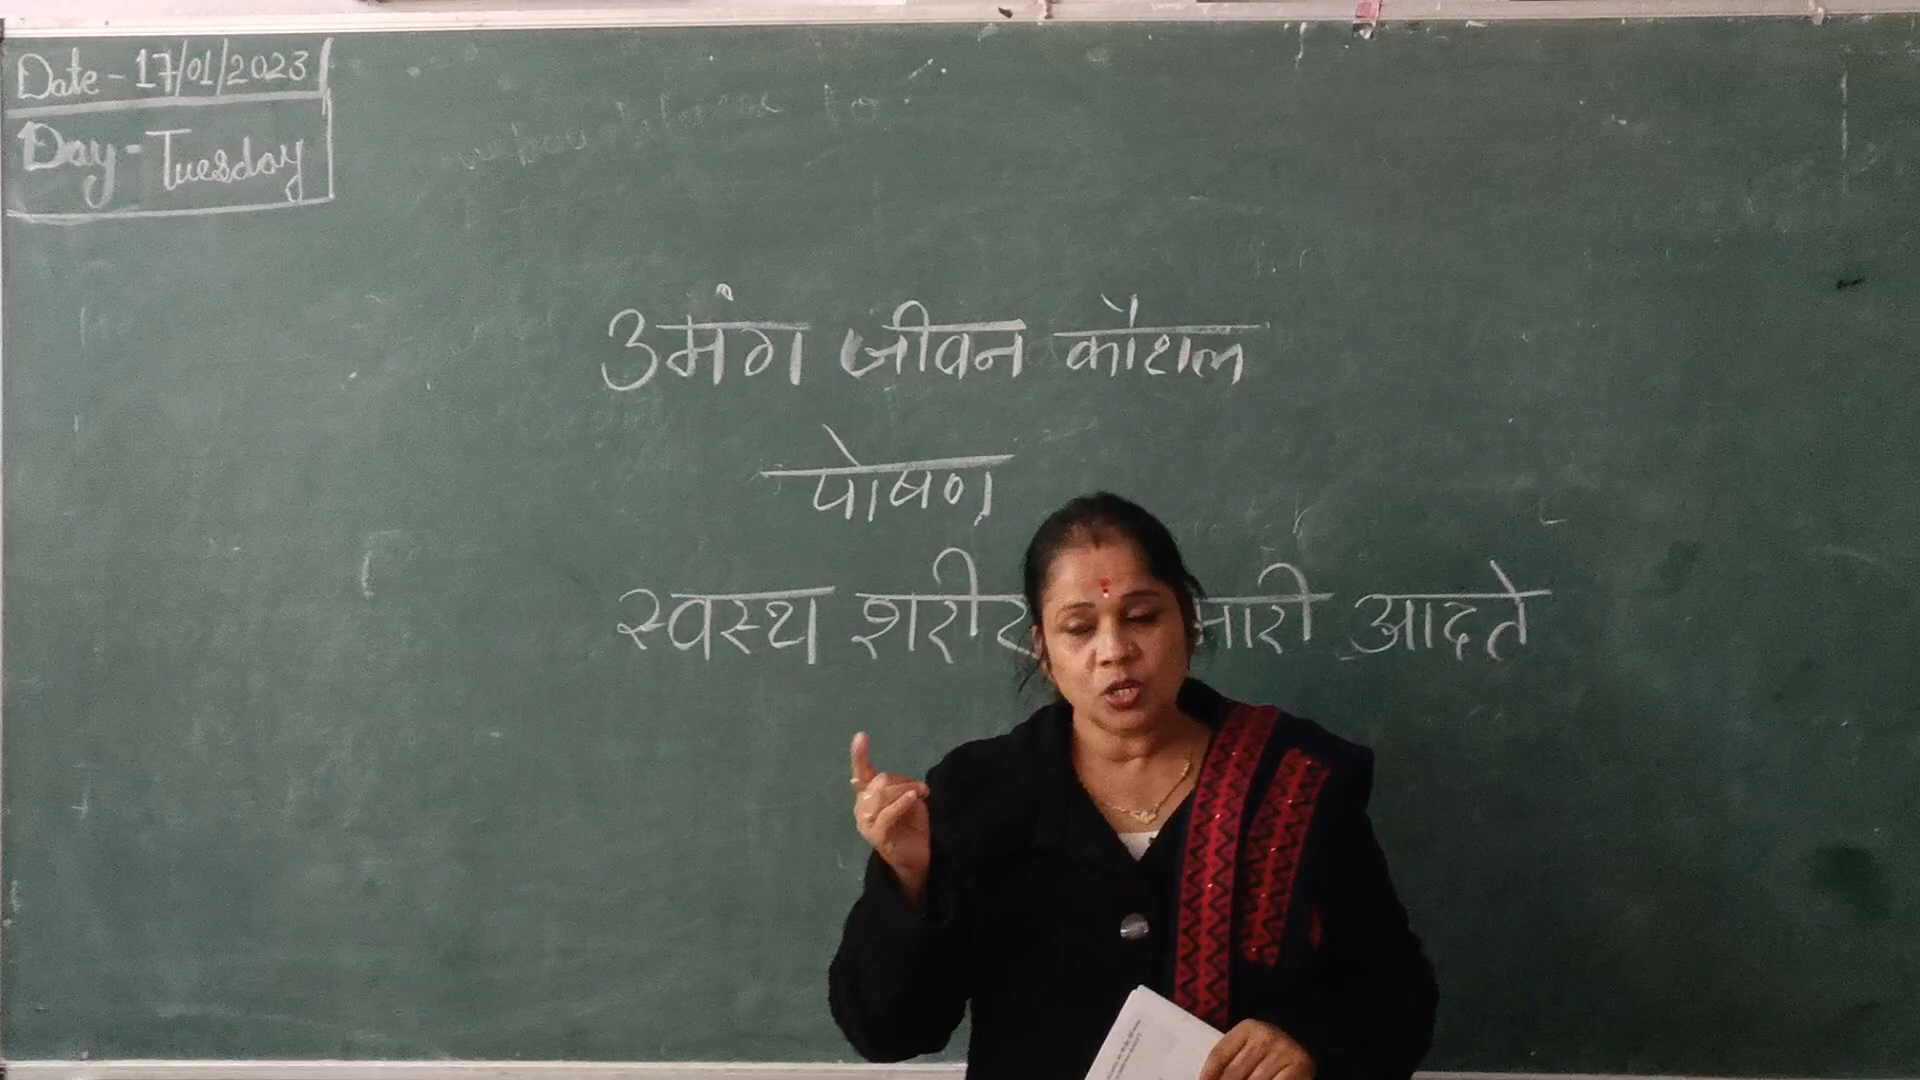 Date - 17/01/2023
Day - Tuesday
उमंग जीवन कौशल
पोषण
स्वस्थ शरीर आदते